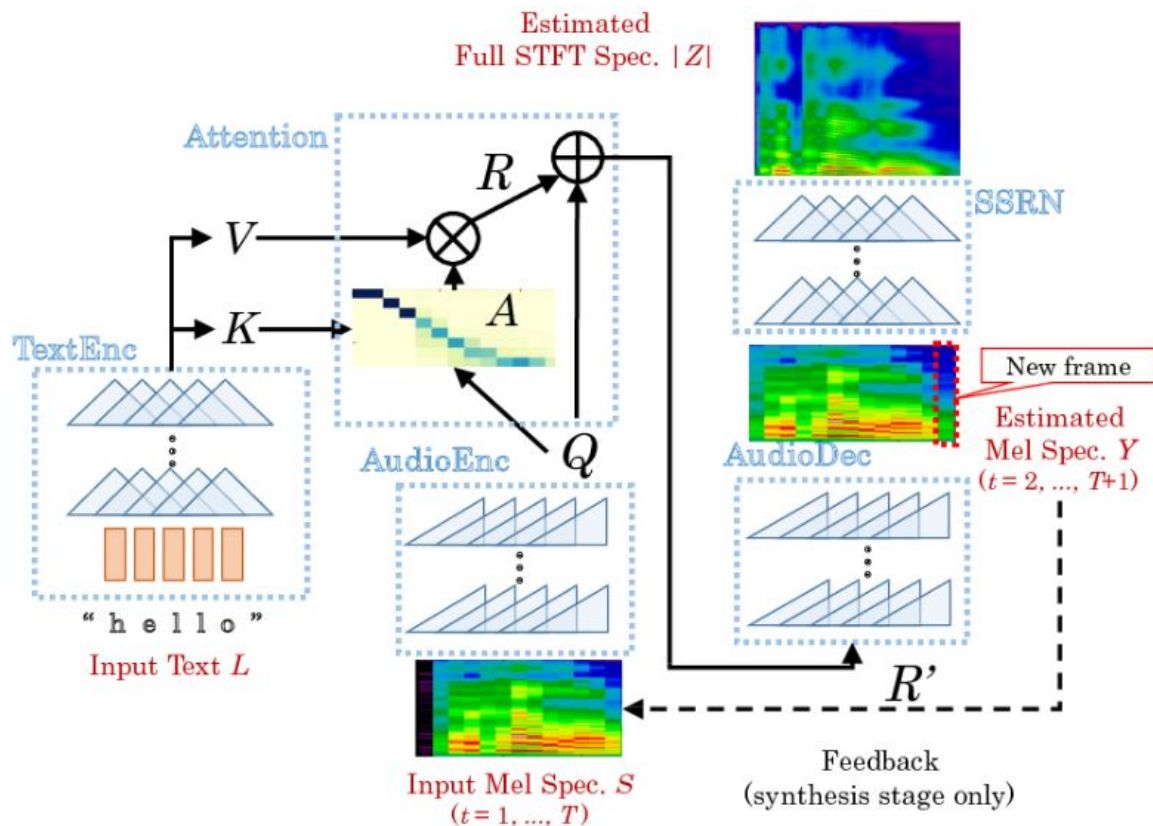 Estimated
Full STFT Spec. |Z|
Attention
R
SSRN
V
A
K
TextEnc
New frame
Q
AudioEnc
Estimated
Mel Spec. Y
(t = 2, ..., T+1)
AudioDec
“ h e l l o ”
Input Text L
R’
Input Mel Spec. S
(t = 1, ..., T)
Feedback
(synthesis stage only)